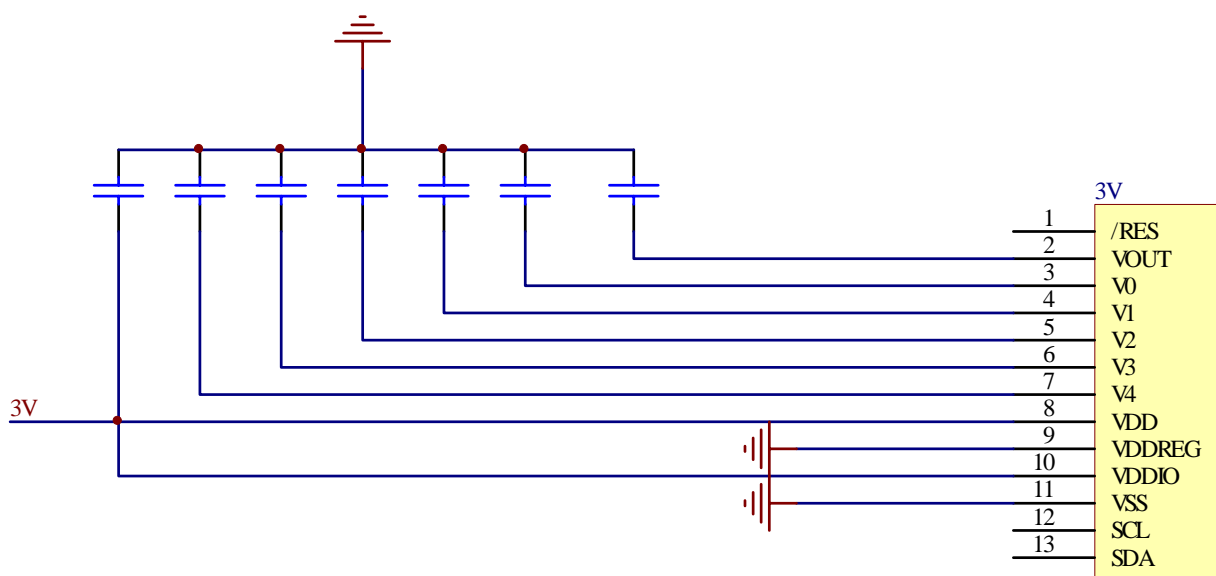 3V
1 /RES
2 VOUT
3 V0
4 V1
5 V2
6 V3
7 V4
3V
8 VDD
9 VDDREG
10 VDDIO
11 VSS
12 SCL
13 SDA